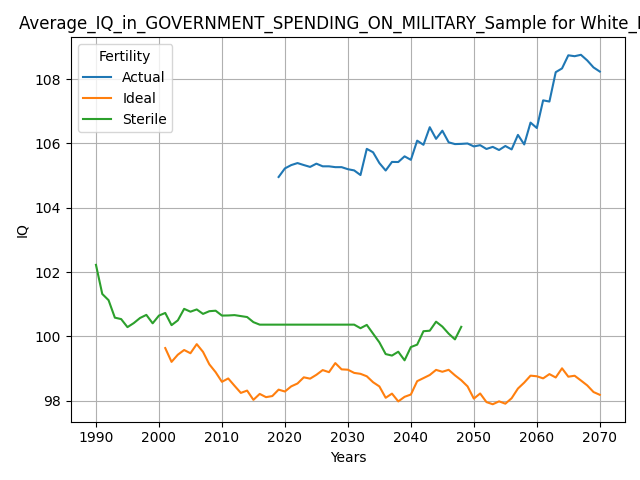 Average_IQ_in_GOVERNMENT_SPENDING_ON_MILITARY_Sample for White_
IQ
108
106
104
102
100
98
Fertility
Actual
Ideal
Sterile
1990
2000
2010
2020
2030
2040
2050
2060
2070
Years